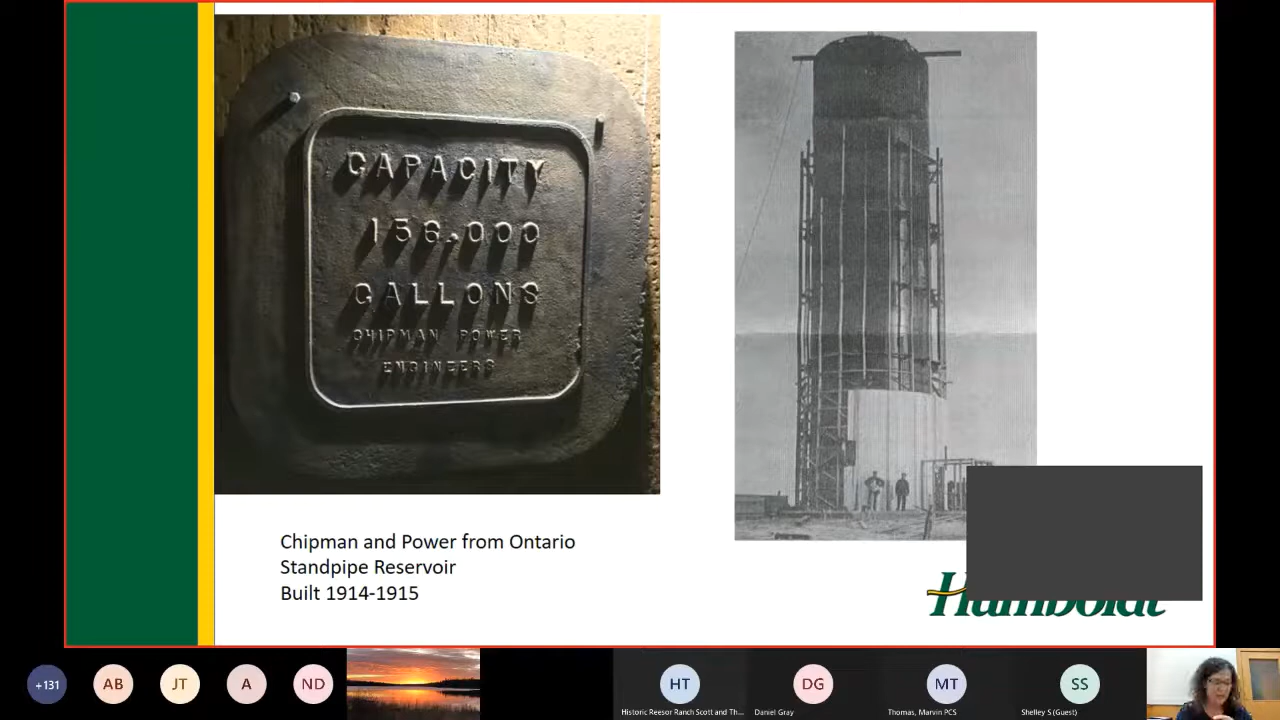 CAPACITY
156.000
GALLONS
CHIPMAN POWER
ENGINEERS
Chipman and Power from Ontario
Standpipe Reservoir
Built 1914-1915
Humboldt
+131
AB
JT
A
ND
HT
DG
MT
SS
Historic Reesor Ranch Scott and Th...
Daniel Gray
Thomas, Marvin PCS
Shelley S (Guest)